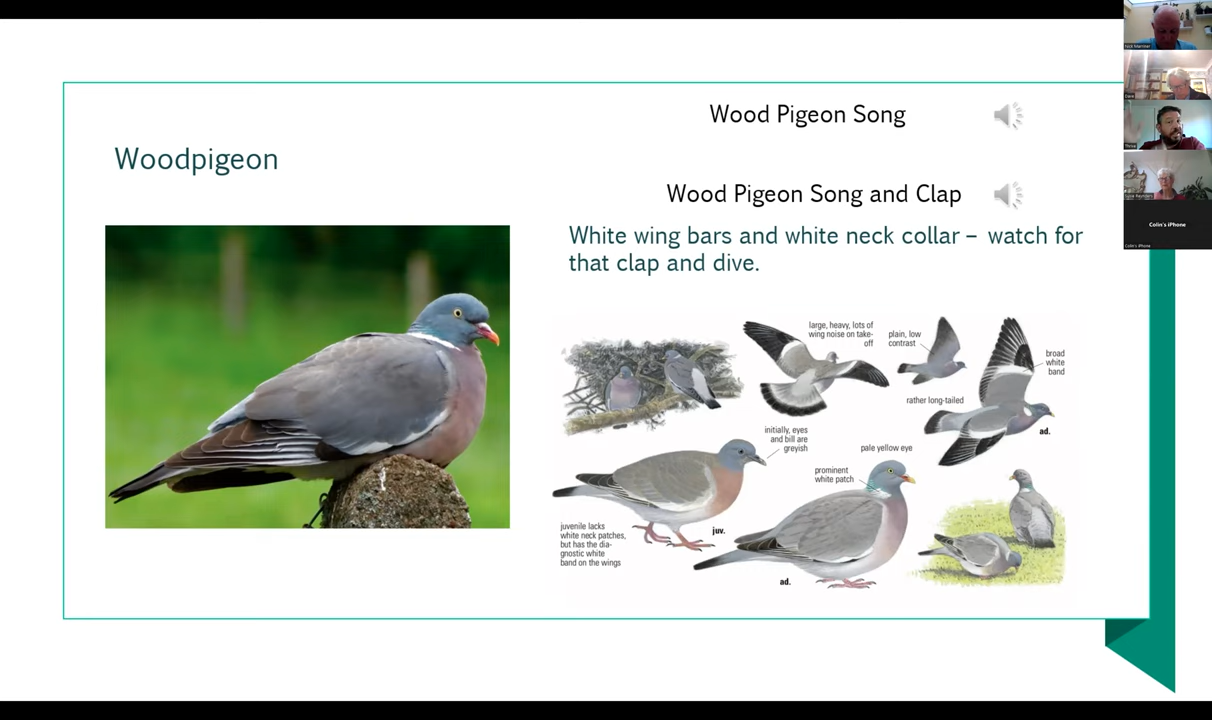 Wood Pigeon Song
Woodpigeon
Wood Pigeon Song and Clap
White wing bars and white neck collar – watch for
that clap and dive.
large, heavy, lots of
wing noise on take-
off
plain, low
contrast
broad
white
band
rather long-tailed
ad.
initially, eyes
and bill are
greyish
pale yellow eye
prominent
white patch
juvenile lacks
white neck patches,
but has the dia-
gnostic white
band on the wings
juv.
ad.
Colin's iPhone
Colin's iPhone